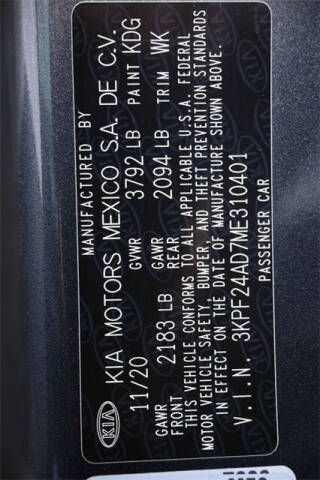 MANUFACTURED BY
KIA KIA MOTORS MEXICO S.A. DE C.V.
11/20 GVWR 3792 LB PAINT KDG
GAWR FRONT 2183 LB GAWR REAR 2094 LB TRIM WK
THIS VEHICLE CONFORMS TO ALL APPLICABLE U.S.A. FEDERAL
MOTOR VEHICLE SAFETY, BUMPER, AND THEFT PREVENTION STANDARDS
IN EFFECT ON THE DATE OF MANUFACTURE SHOWN ABOVE.
V.I.N. 3KPF24AD7ME310401
PASSENGER CAR